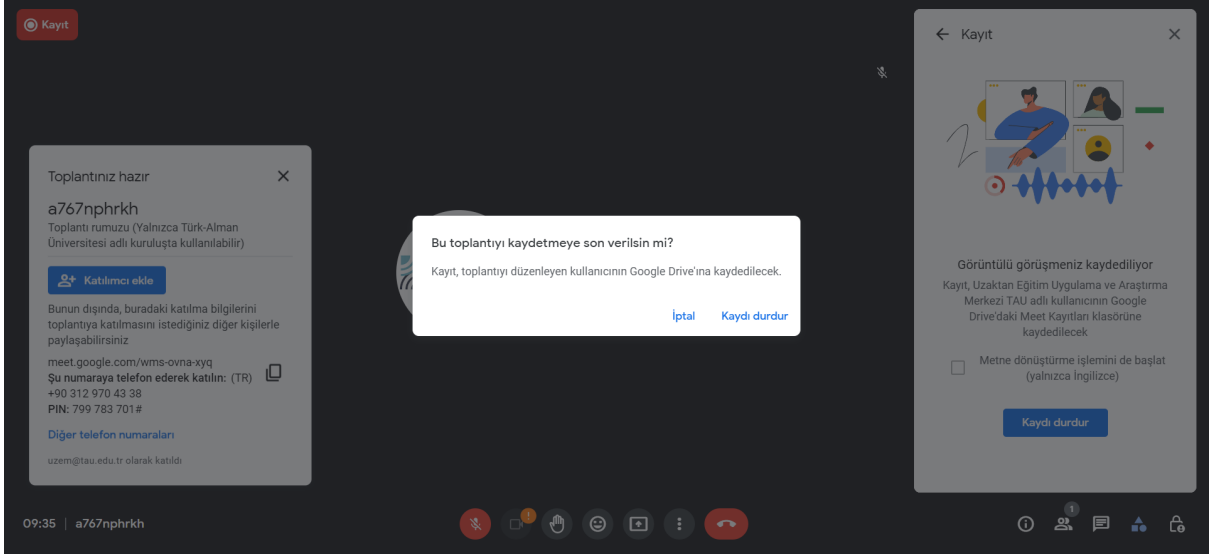 Kayıt
Toplantınız hazır
a767nphrkh
Toplantı rumuzu (Yalnızca Türk-Alman
Üniversitesi adlı kuruluşta kullanılabilir)
Katılımcı ekle
Bunun dışında, buradaki katılma bilgilerini
toplantıya katılmasını istediğiniz diğer kişilerle
paylaşabilirsiniz
meet.google.com/wms-ovna-xyq
Şu numaraya telefon ederek katılın: (TR)
+90 312 970 43 38
PIN: 799 783 701#
Diğer telefon numaraları
uzem@tau.edu.tr olarak katıldı
Bu toplantıyı kaydetmeye son verilsin mi?
Kayıt, toplantıyı düzenleyen kullanıcının Google Drive'ına kaydedilecek.
İptal Kaydı durdur
Kayıt
Görüntülü görüşmeniz kaydediliyor
Kayıt, Uzaktan Eğitim Uygulama ve Araştırma
Merkezi TAU adlı kullanıcının Google
Drive'daki Meet Kayıtları klasörüne
kaydedilecek
Metne dönüştürme işlemini de başlat
(yalnızca İngilizce)
Kaydı durdur
09:35 | a767nphrkh
!
1